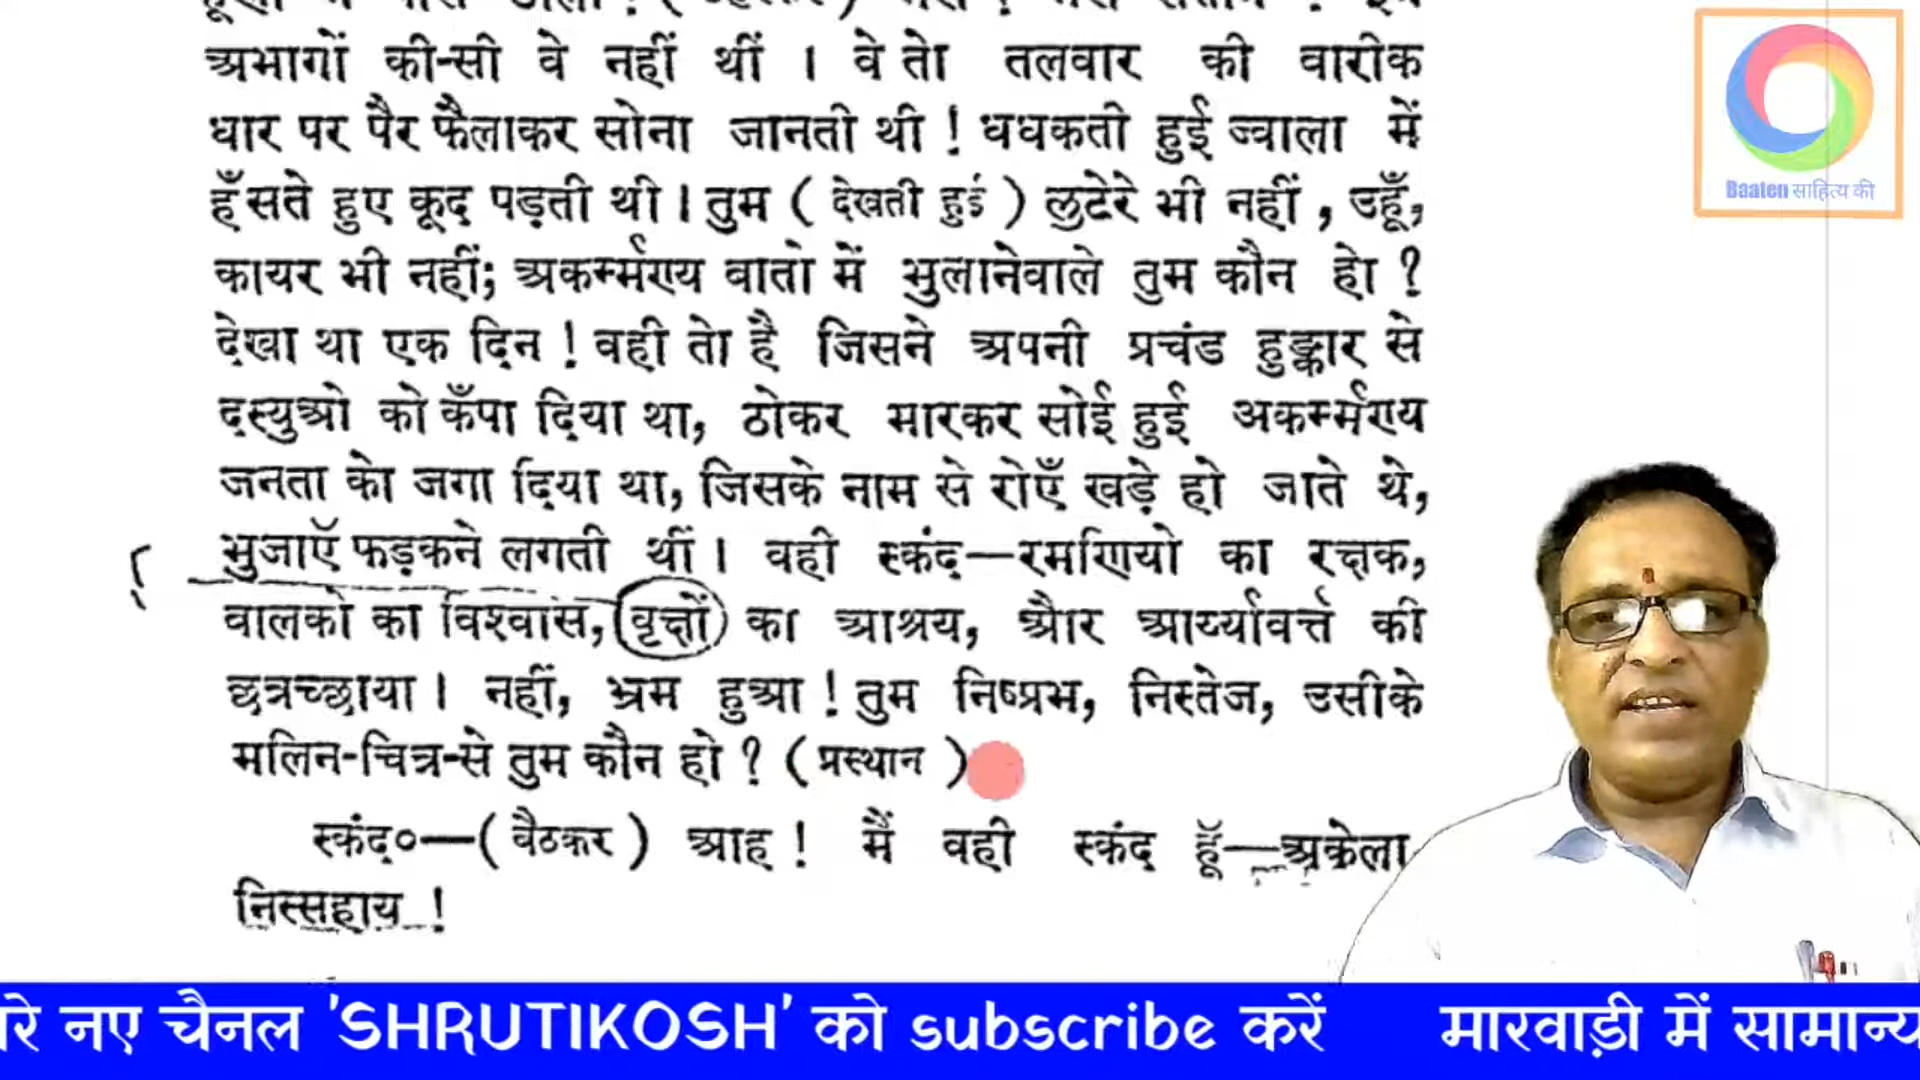 अभागों की-सी वे नहीं थीं । वे तो तलवार की वारीक
धार पर पैर फैलाकर सोना जानती थी ! धधकती हुई ज्वाला में
हँसते हुए कूद पड़ती थी । तुम ( देखती हुई ) लुटेरे भी नहीं, उहूँ,
कायर भी नहीं; अकर्म्मण्य वातो में भुलानेवाले तुम कौन हो ?
देखा था एक दिन ! वही तो है जिसने अपनी प्रचंड हुङ्कार से
दस्युओ को कँपा दिया था, ठोकर मारकर सोई हुई अकर्म्मण्य
जनता को जगा दिया था, जिसके नाम से रोएँ खड़े हो जाते थे,
भुजाएँ फड़कने लगती थीं । वही स्कंद—रमणियो का रक्षक,
वालको का विश्वास, वृक्षों का आश्रय, और आर्य्यावर्त्त की
छत्रच्छाया । नहीं, भ्रम हुआ ! तुम निष्प्रभ, निस्तेज, उसीके
मलिन-चित्र-से तुम कौन हो ? ( प्रस्थान )
स्कंद०—( बैठकर ) आह ! मैं वही स्कंद हूँ—अकेला
निस्सहाय !
Baaten साहित्य की
रे नए चैनल 'SHRUTIKOSH' को subscribe करें मारवाड़ी में सामान्य